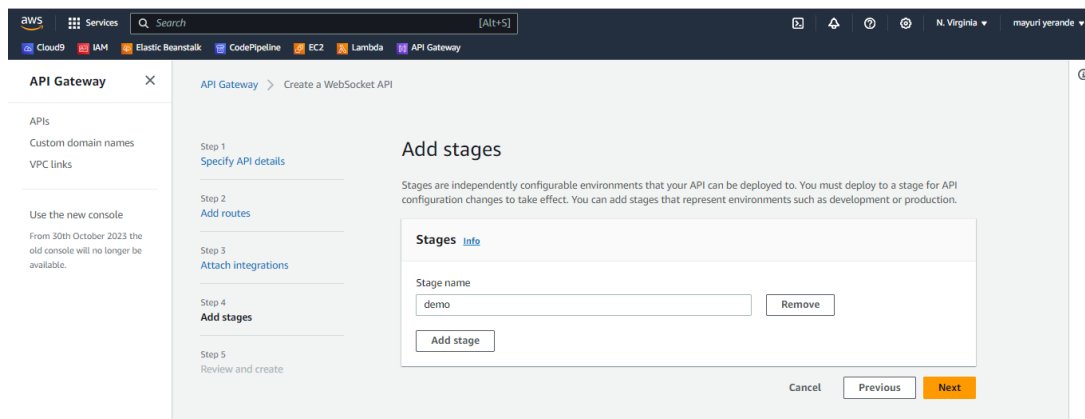 aws Services Search [Alt+S] N. Virginia mayuri yerande
Cloud9 IAM Elastic Beanstalk CodePipeline EC2 Lambda API Gateway
API Gateway
APIs
Custom domain names
VPC links
Use the new console
From 30th October 2023 the
old console will no longer be
available.
API Gateway > Create a WebSocket API
Step 1
Specify API details
Step 2
Add routes
Step 3
Attach integrations
Step 4
Add stages
Step 5
Review and create
Add stages
Stages are independently configurable environments that your API can be deployed to. You must deploy to a stage for API
configuration changes to take effect. You can add stages that represent environments such as development or production.
Stages Info
Stage name
demo Remove
Add stage
Cancel Previous Next